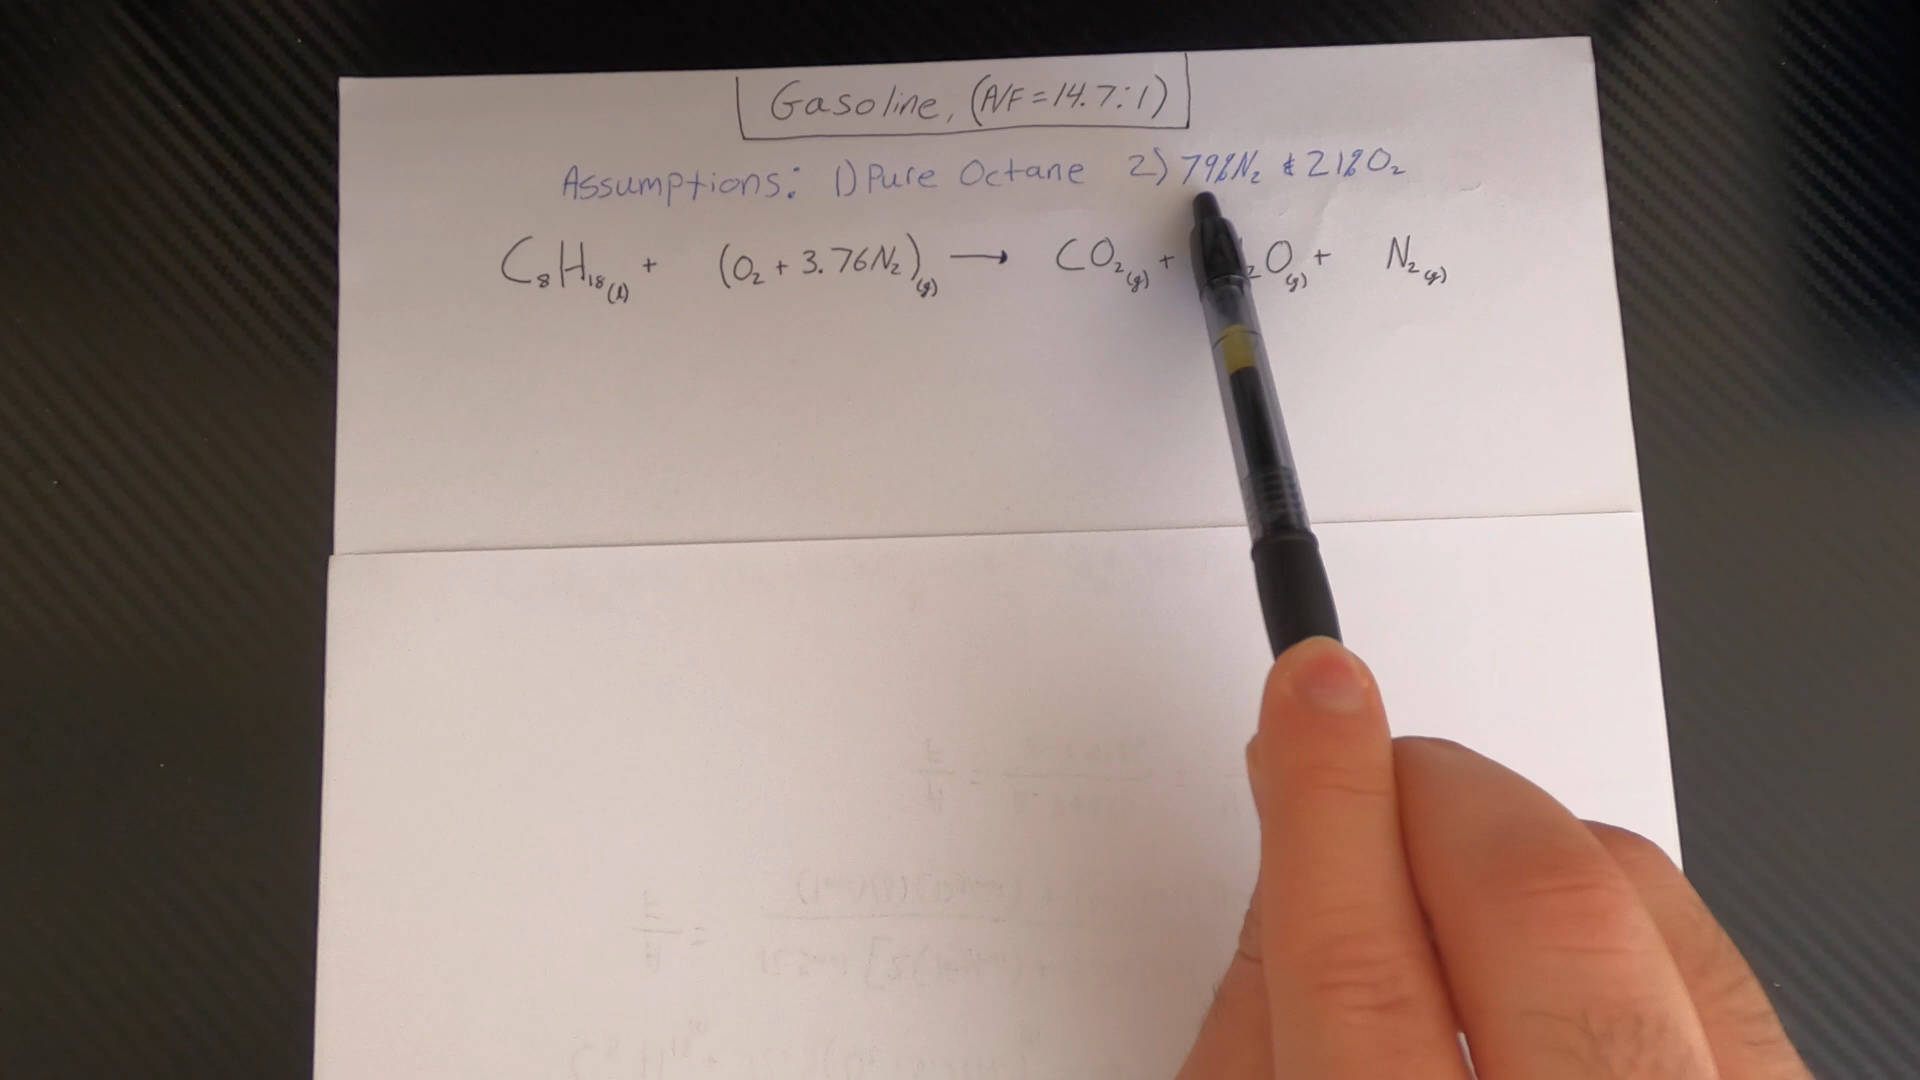 Gasoline, (A/F = 14.7:1)
Assumptions: 1) Pure Octane 2) 79% N₂ & 21% O₂
C₈H₁₈(l) + (O₂ + 3.76N₂)(g) → CO₂(g) + ₂O(g) + N₂(g)